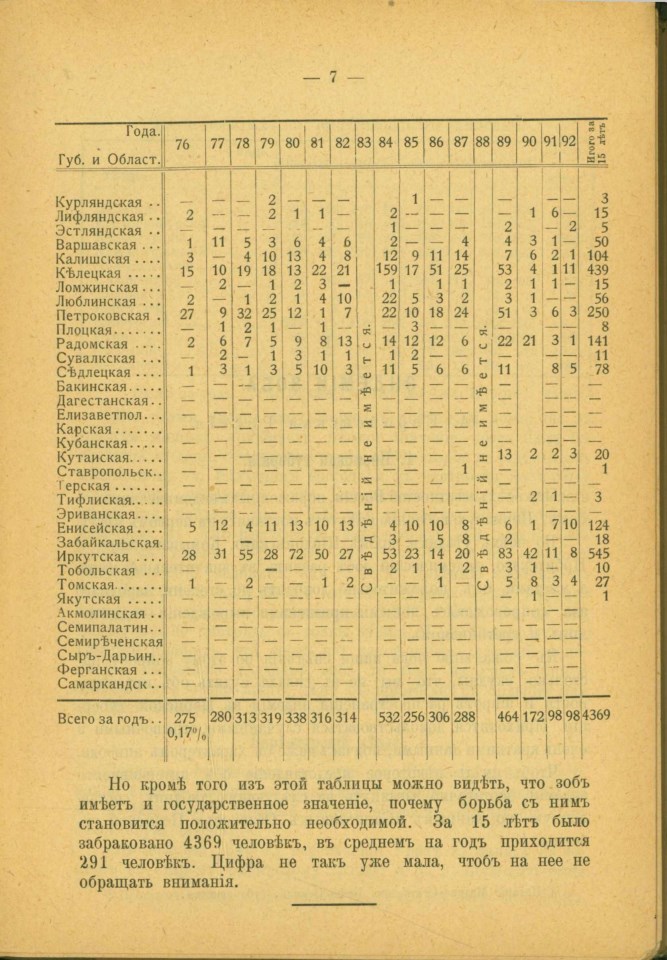 — 7 —
Года. 76 77 78 79 80 81 82 83 84 85 86 87 88 89 90 91 92 Итого за 15 лѣтъ
Губ. и Област.
Курляндская .. — — — 2 — — — — 1 — — — — — — 3
Лифляндская .. 2 — — 2 1 1 — 2 — — — — 1 6 — 15
Эстляндская .. — — — — — — — 1 — — — 2 — — 2 5
Варшавская ... 1 11 5 3 6 4 6 2 — — 4 4 3 1 — 50
Калишская .... 3 — 4 10 13 4 8 12 9 11 14 7 6 2 1 104
Кѣлецкая ..... 15 10 19 18 13 22 21 159 17 51 25 53 4 1 11 439
Ломжинская ... — 2 — 1 2 3 — 1 1 1 2 1 1 — 15
Люблинская ... 2 — 1 2 1 4 10 22 5 3 2 3 1 — — 56
Петроковская . 27 9 32 25 12 1 7 22 10 18 24 51 3 6 3 250
Плоцкая....... — 1 2 1 — 1 — — 3 — — — — — — 8
Радомская .... 2 6 7 5 9 8 13 14 12 12 6 22 21 3 1 141
Сувалкская ... — 2 — 1 3 1 1 1 2 — — — — — — 11
Сѣдлецкая .... 1 3 1 3 5 10 3 11 5 6 6 11 8 5 78
Бакинская..... — — — — — — — — — — — — — — — —
Дагестанская.. — — — — — — — — — — — — — — — —
Елизаветпол... — — — — — — — — — — — — — — — —
Карская ...... — — — — — — — — — — — — — — — —
Кубанская .... — — — — — — — — — — — — — — — —
Кутаиская..... — — — — — — — — — — — 13 2 2 3 20
Ставропольск.. — — — — — — — — — — 1 — — — — 1
Терская ....... — — — — — — — — — — — — — — — —
Тифлиская..... — — — — — — — — — — — — 2 1 — 3
Эриванская.... — — — — — — — — — — — — — — — —
Енисейская ... 5 12 4 11 13 10 13 4 10 10 8 6 1 7 10 124
Забайкальская. — — — — — — — 3 — 5 8 2 — — — 18
Иркутская .... 28 31 55 28 72 50 27 53 23 14 20 83 42 11 8 545
Тобольская ... — — — — — — — 2 1 1 2 3 1 — — 10
Томская....... 1 — 2 — — 1 2 — — 1 — 5 8 3 4 27
Якутская ..... — — — — — — — — — — — — 1 — — 1
Акмолинская .. — — — — — — — — — — — — — — — —
Семипалатин.. — — — — — — — — — — — — — — — —
Семирѣченская — — — — — — — — — — — — — — — —
Сыръ-Дарьин.. — — — — — — — — — — — — — — — —
Ферганская ... — — — — — — — — — — — — — — — —
Самаркандск .. — — — — — — — — — — — — — — — —
Свѣдѣній не имѣется.
Свѣдѣній не имѣется.
Всего за годъ.. 275 280 313 319 338 316 314 532 256 306 288 464 172 98 98 4369
0,17%
Но кромѣ того изъ этой таблицы можно видѣть, что зобъ
имѣетъ и государственное значеніе, почему борьба съ нимъ
становится положительно необходимой. За 15 лѣтъ было
забраковано 4369 человѣкъ, въ среднемъ на годъ приходится
291 человѣкъ. Цифра не такъ уже мала, чтобъ на нее не
обращать вниманія.